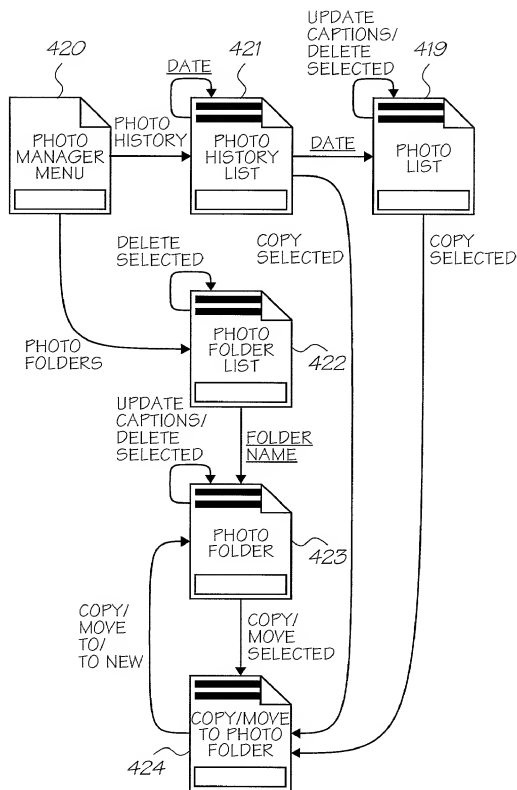 UPDATE
CAPTIONS/
DELETE
SELECTED
420
421
419
DATE
PHOTO
MANAGER
MENU
PHOTO
HISTORY
PHOTO
HISTORY
LIST
DATE
PHOTO
LIST
DELETE
SELECTED
COPY
SELECTED
COPY
SELECTED
PHOTO
FOLDERS
PHOTO
FOLDER
LIST
422
UPDATE
CAPTIONS/
DELETE
SELECTED
FOLDER
NAME
PHOTO
FOLDER
423
COPY/
MOVE
TO/
TO NEW
COPY/
MOVE
SELECTED
COPY/MOVE
TO PHOTO
FOLDER
424